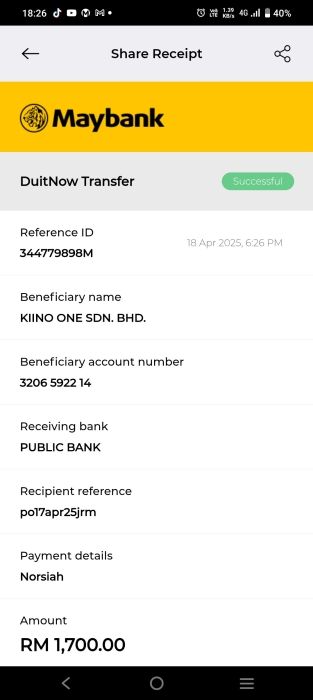 18:26
1.39 KB/s 4G 40%
Share Receipt
Maybank
DuitNow Transfer
Successful
Reference ID
18 Apr 2025, 6:26 PM
344779898M
Beneficiary name
KIINO ONE SDN. BHD.
Beneficiary account number
3206 5922 14
Receiving bank
PUBLIC BANK
Recipient reference
po17apr25jrm
Payment details
Norsiah
Amount
RM 1,700.00